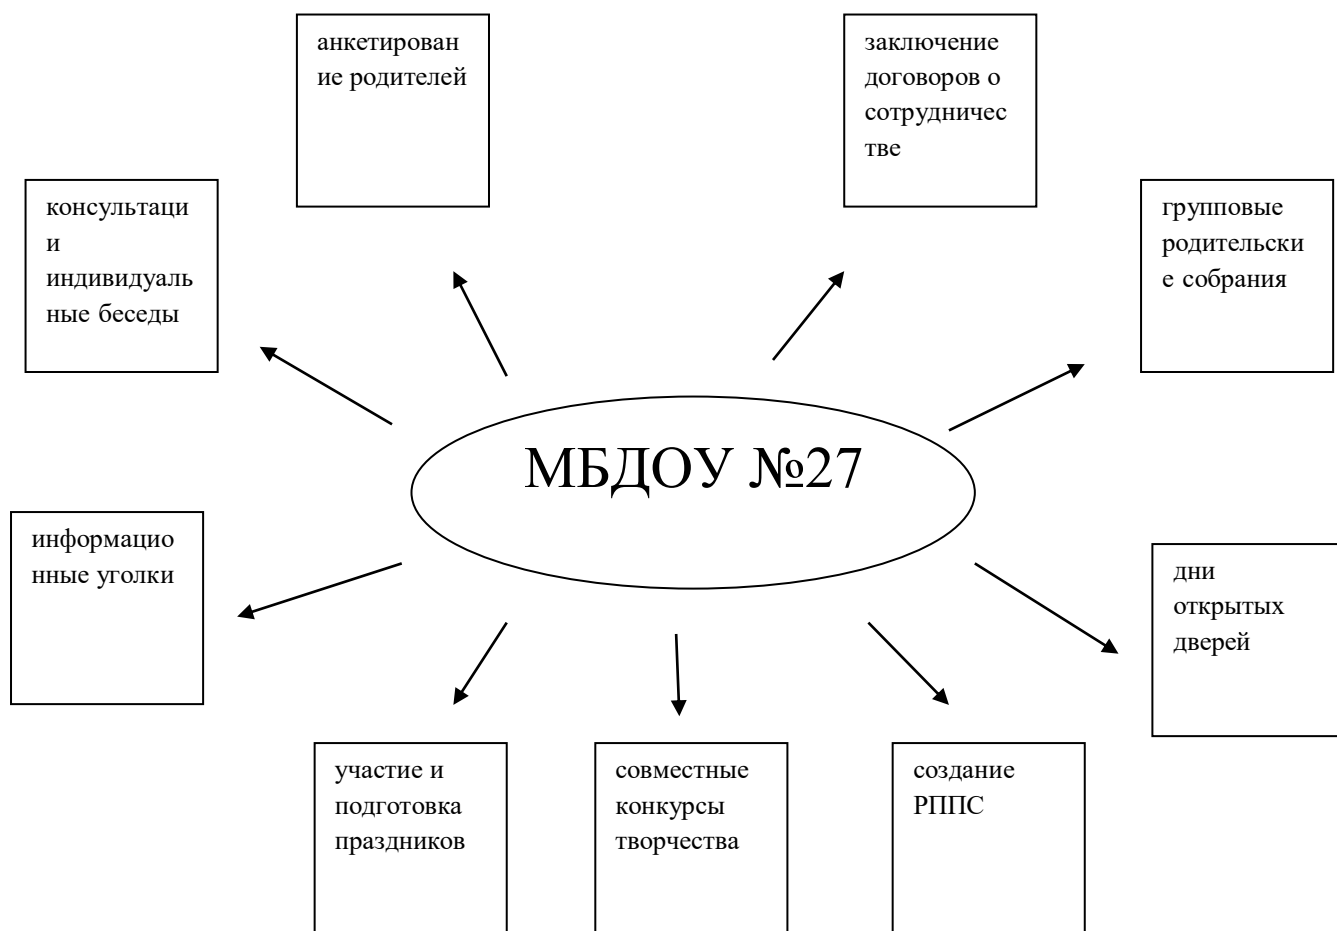 анкетирован
ие родителей
заключение
договоров о
сотрудничес
тве
консультаци
и
индивидуаль
ные беседы
групповые
родительски
е собрания
МБДОУ №27
информацио
нные уголки
дни
открытых
дверей
участие и
подготовка
праздников
совместные
конкурсы
творчества
создание
РППС